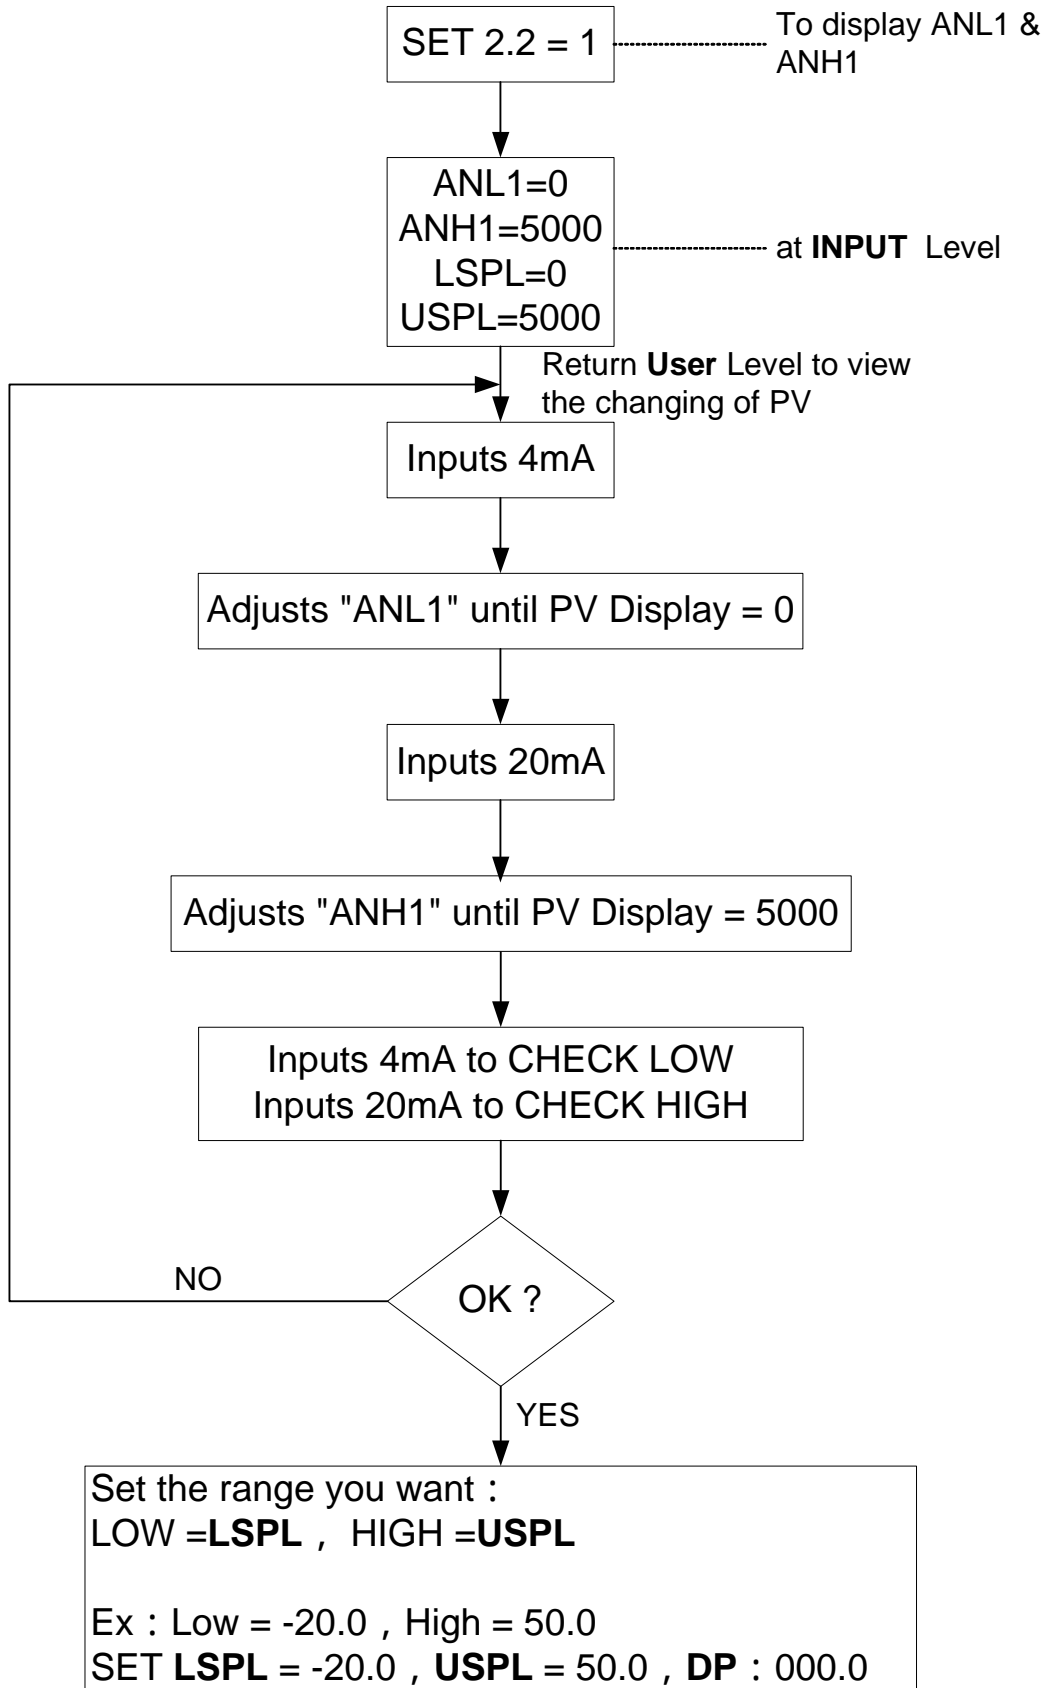 SET 2.2 = 1
To display ANL1 &
ANH1
ANL1=0
ANH1=5000
LSPL=0
USPL=5000
at INPUT Level
Return User Level to view
the changing of PV
Inputs 4mA
Adjusts "ANL1" until PV Display = 0
Inputs 20mA
Adjusts "ANH1" until PV Display = 5000
Inputs 4mA to CHECK LOW
Inputs 20mA to CHECK HIGH
OK ?
NO
YES
Set the range you want :
LOW =LSPL , HIGH =USPL
Ex : Low = -20.0 , High = 50.0
SET LSPL = -20.0 , USPL = 50.0 , DP : 000.0